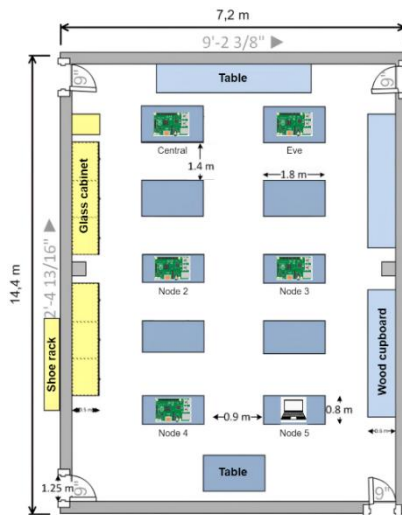 7,2 m
9'-2 3/8"
9"
9"
Table
Central
Eve
1.4 m
1.8 m
Glass cabinet
14,4 m
2'-4 13/16"
Node 2
Node 3
Shoe rack
Wood cupboard
Node 4
0.9 m
Node 5
0.8 m
1.25 m
9"
Table
9"